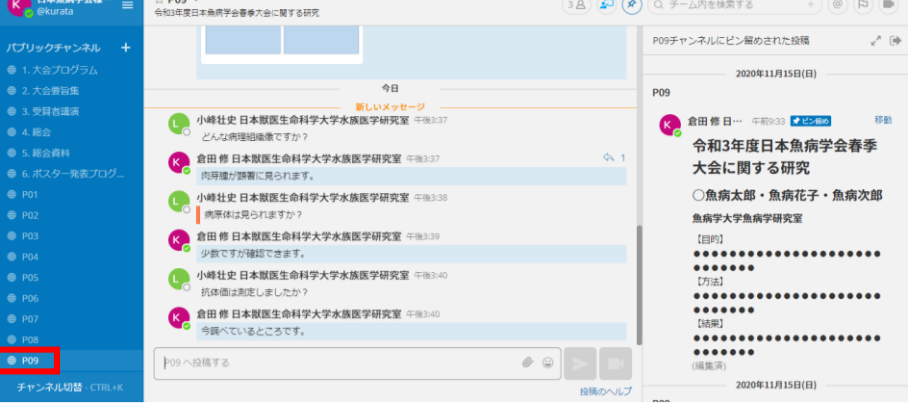 日本魚病学会様
@kurata
パブリックチャンネル +
1. 大会プログラム
2. 大会要旨集
3. 受賞者講演
4. 総会
5. 総会資料
6. ポスター発表プログ...
P01
P02
P03
P04
P05
P06
P07
P08
P09
チャンネル切替 - CTRL+K
P09
令和3年度日本魚病学会春季大会に関する研究
3
チーム内を検索する
今日
新しいメッセージ
小峰壮史 日本獣医生命科学大学水族医学研究室 午後3:37
どんな病理組織像ですか？
倉田 修 日本獣医生命科学大学水族医学研究室 午後3:37
1
肉芽腫が顕著に見られます。
小峰壮史 日本獣医生命科学大学水族医学研究室 午後3:38
病原体は見られますか？
倉田 修 日本獣医生命科学大学水族医学研究室 午後3:39
少数ですが確認できます。
小峰壮史 日本獣医生命科学大学水族医学研究室 午後3:40
抗体価は測定しましたか？
倉田 修 日本獣医生命科学大学水族医学研究室 午後3:40
今調べているところです。
P09 へ投稿する
投稿のヘルプ
P09チャンネルにピン留めされた投稿
2020年11月15日(日)
P09
倉田 修 日… 午前9:33 ピン留め 移動
令和3年度日本魚病学会春季
大会に関する研究
〇魚病太郎・魚病花子・魚病次郎
魚病学大学魚病学研究室
【目的】
●●●●●●●●●●●●●●●●●●●
●●●●●●●
【方法】
●●●●●●●●●●●●●●●●●●●
●●●●●●●
【結果】
●●●●●●●●●●●●●●●●●●●
●●●●●●●
(編集済)
2020年11月15日(日)